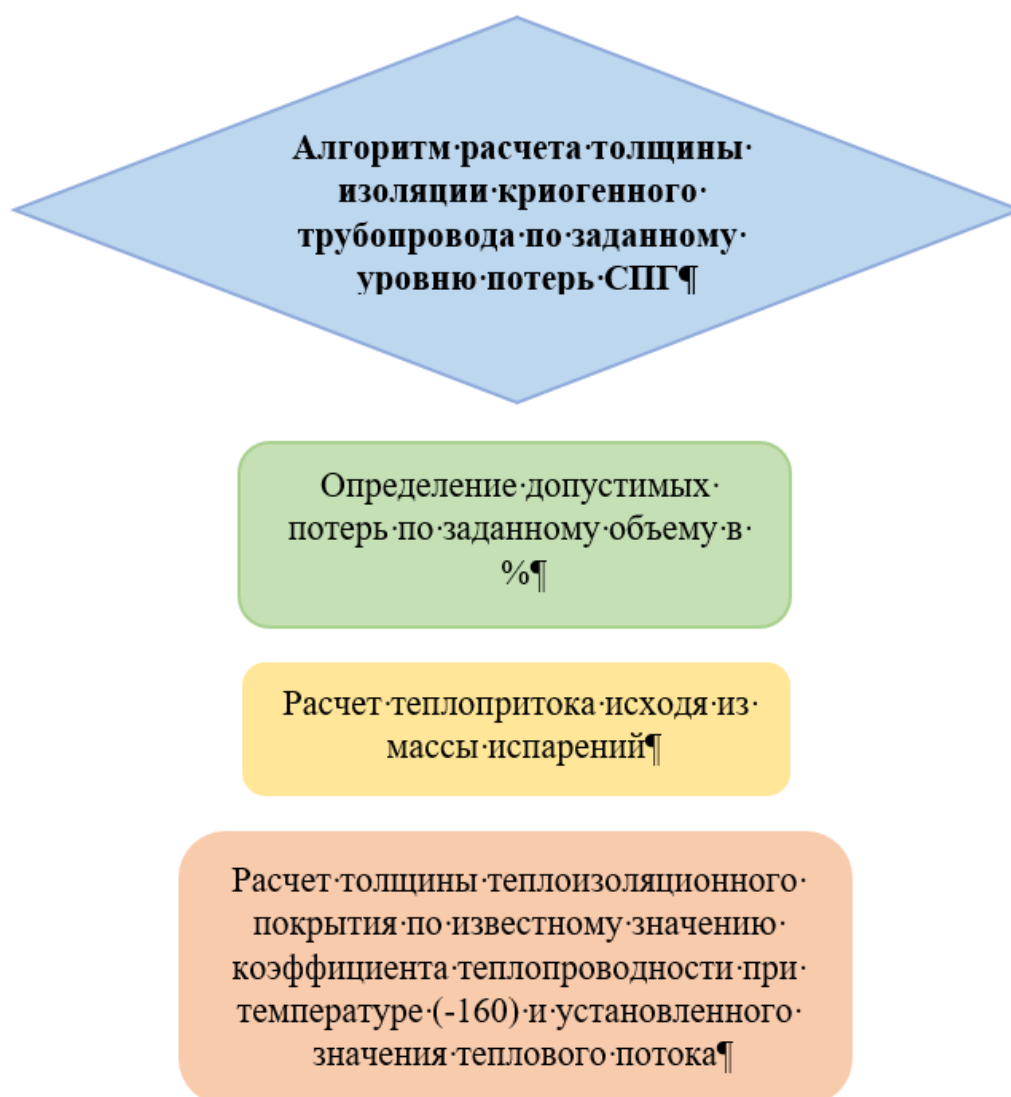 Алгоритм·расчета·толщины·
изоляции·криогенного·
трубопровода·по·заданному·
уровню·потерь·СПГ¶
Определение·допустимых·
потерь·по·заданному·объему·в·
%¶
Расчет·теплопритока·исходя·из·
массы·испарений¶
Расчет·толщины·теплоизоляционного·
покрытия·по·известному·значению·
коэффициента·теплопроводности·при·
температуре·(-160)·и·установленного·
значения·теплового·потока¶